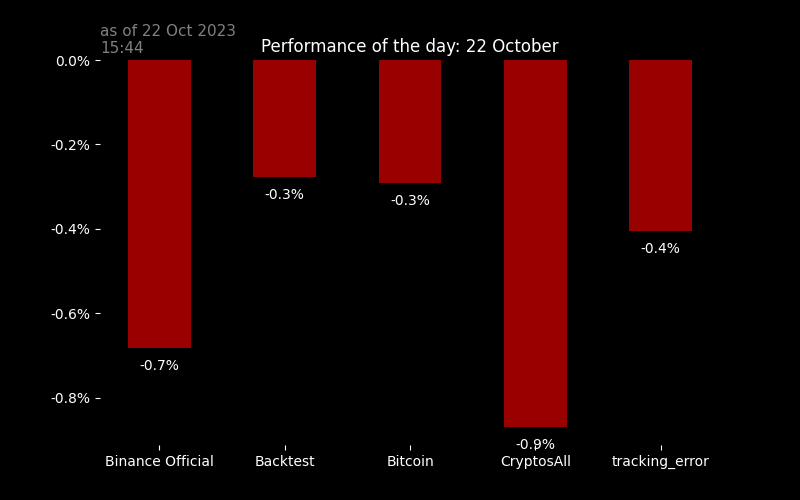 as of 22 Oct 2023
15:44
Performance of the day: 22 October
0.0%
-0.2%
-0.4%
-0.6%
-0.8%
-0.7%
-0.3%
-0.3%
-0.9%
-0.4%
Binance Official
Backtest
Bitcoin
CryptosAll
tracking_error